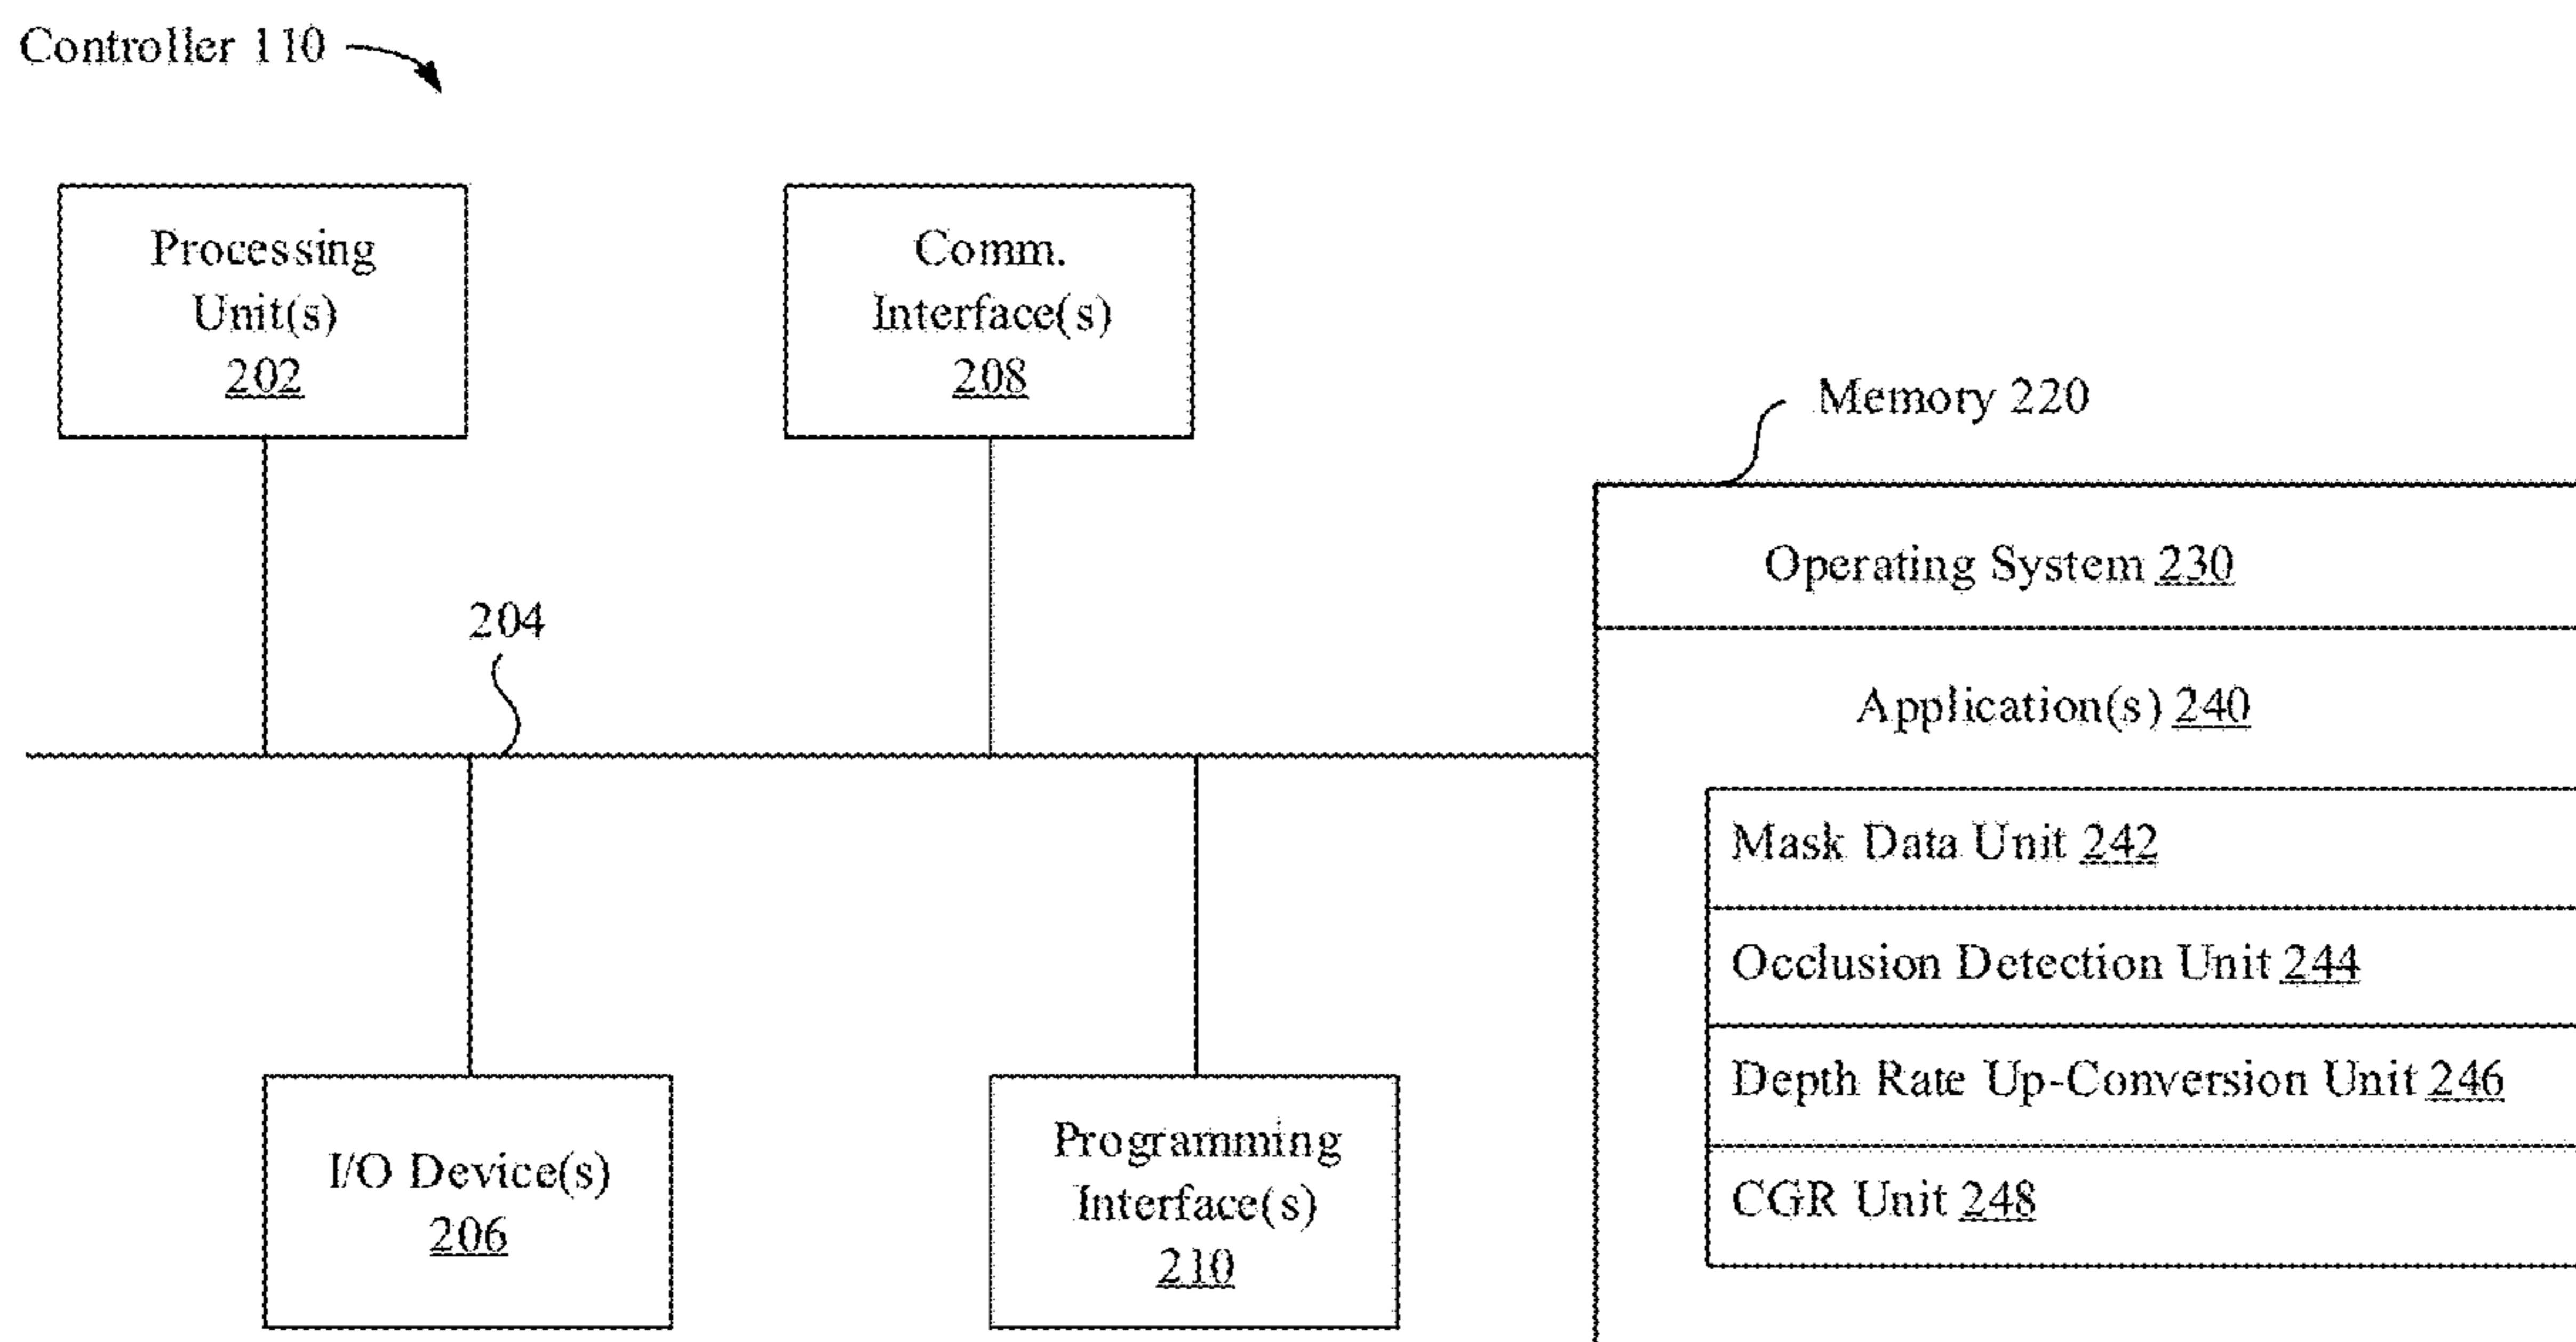 Controller 110
Processing
Unit(s)
202
Comm.
Interface(s)
208
Memory 220
Operating System 230
204
Application(s) 240
Mask Data Unit 242
Occlusion Detection Unit 244
Depth Rate Up-Conversion Unit 246
CGR Unit 248
I/O Device(s)
206
Programming
Interface(s)
210